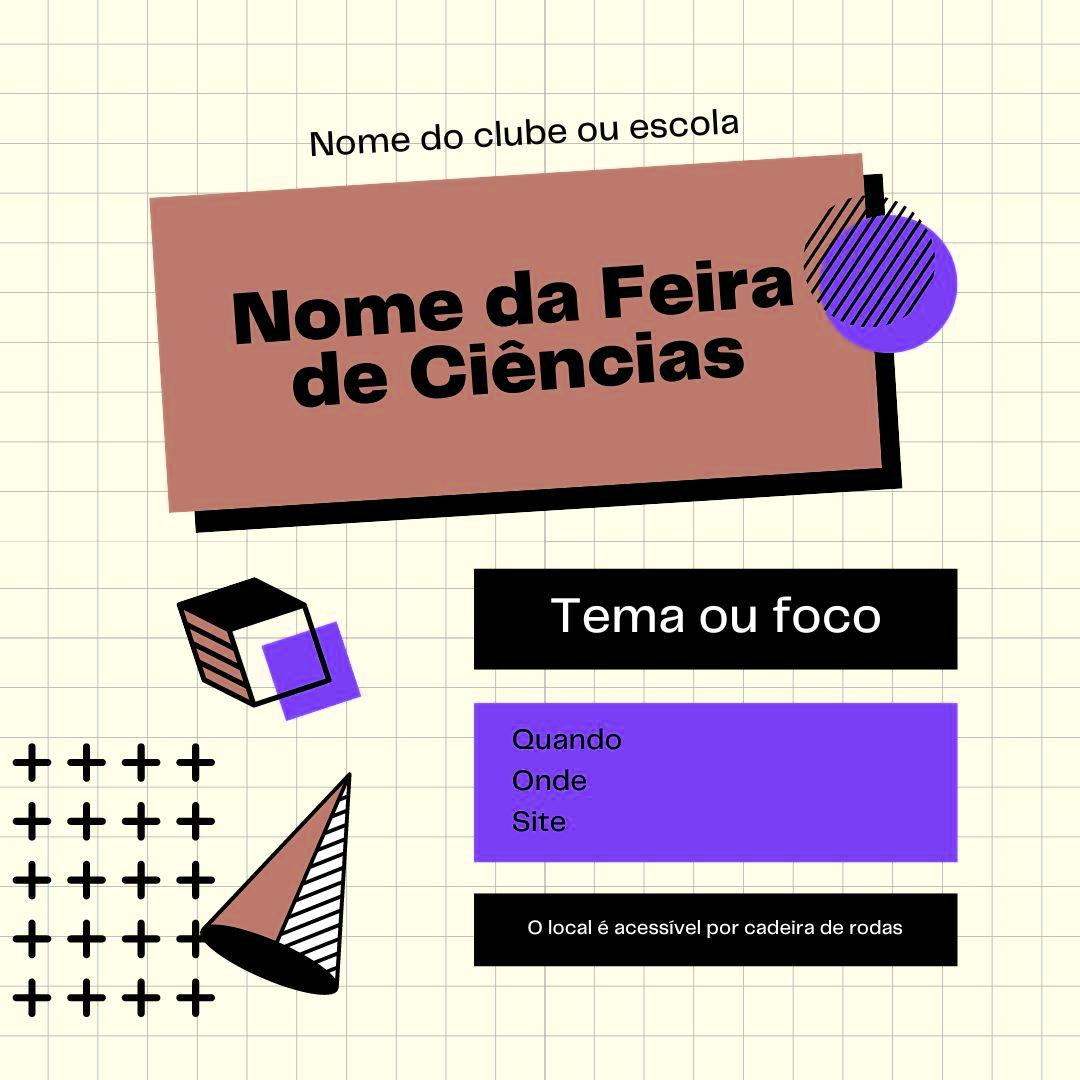 Nome do clube ou escola
Nome da Feira
de Ciências
Tema ou foco
Quando
Onde
Site
O local é acessível por cadeira de rodas